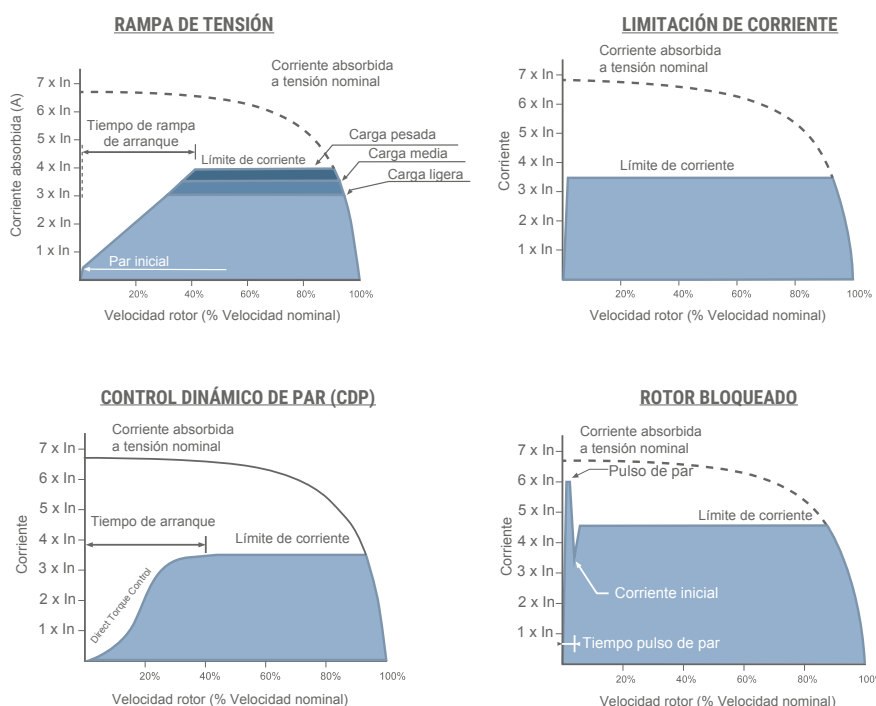 RAMPA DE TENSIÓN
Corriente absorbida
a tensión nominal
7 x In
6 x In
5 x In
4 x In
3 x In
2 x In
1 x In
Corriente absorbida (A)
Tiempo de rampa
de arranque
Límite de corriente
Carga pesada
Carga media
Carga ligera
Par inicial
20%
40%
60%
80%
100%
Velocidad rotor (% Velocidad nominal)
LIMITACIÓN DE CORRIENTE
Corriente absorbida
a tensión nominal
7 x In
6 x In
5 x In
4 x In
3 x In
2 x In
1 x In
Corriente
Límite de corriente
20%
40%
60%
80%
100%
Velocidad rotor (% Velocidad nominal)
CONTROL DINÁMICO DE PAR (CDP)
Corriente absorbida
a tensión nominal
7 x In
6 x In
5 x In
4 x In
3 x In
2 x In
1 x In
Corriente
Tiempo de arranque
Límite de corriente
Direct Torque Control
20%
40%
60%
80%
100%
Velocidad rotor (% Velocidad nominal)
ROTOR BLOQUEADO
Corriente absorbida
a tensión nominal
7 x In
6 x In
5 x In
4 x In
3 x In
2 x In
1 x In
Corriente
Pulso de par
Límite de corriente
Corriente inicial
Tiempo pulso de par
20%
40%
60%
80%
100%
Velocidad rotor (% Velocidad nominal)